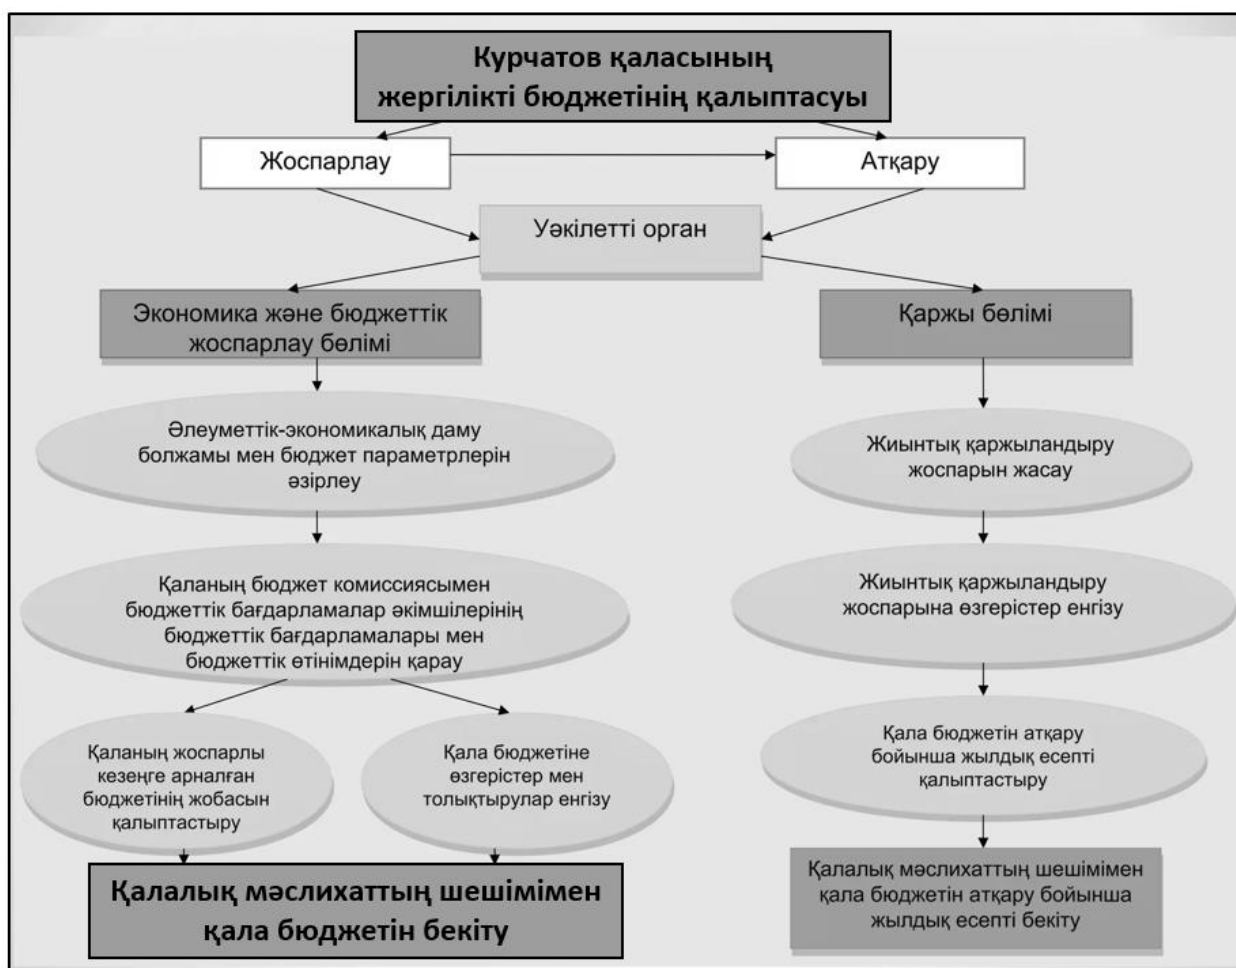 Курчатов қаласының
жергілікті бюджетінің қалыптасуы
Жоспарлау
Атқару
Уәкілетті орган
Экономика және бюджеттік
жоспарлау бөлімі
Қаржы бөлімі
Әлеуметтік-экономикалық даму
болжамы мен бюджет параметрлерін
әзірлеу
Жиынтық қаржыландыру
жоспарын жасау
Қаланың бюджет комиссиясымен
бюджеттік бағдарламалар әкімшілерінің
бюджеттік бағдарламалары мен
бюджеттік өтінімдерін қарау
Жиынтық қаржыландыру
жоспарына өзгерістер енгізу
Қаланың жоспарлы
кезеңге арналған
бюджетінің жобасын
қалыптастыру
Қала бюджетіне
өзгерістер мен
толықтырулар енгізу
Қала бюджетін атқару
бойынша жылдық есепті
қалыптастыру
Қалалық мәслихаттың шешімімен
қала бюджетін бекіту
Қалалық мәслихаттың шешімімен
қала бюджетін атқару бойынша
жылдық есепті бекіту